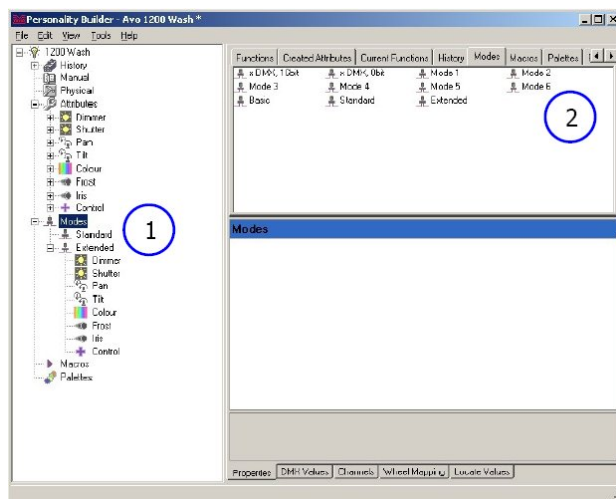 Personality Builder - Avo 1200 Wash *
File Edit View Tools Help
1200 Wash
History
Manual
Physical
Attributes
Dimmer
Shutter
Pan
Tilt
Colour
Frost
Iris
Control
Modes
Standard
Extended
Dimmer
Shutter
Pan
Tilt
Colour
Frost
Iris
Control
Macros
Palettes
1
Functions Created Attributes Current Functions History Modes Macros Palettes
x DMX, 16bit x DMX, 8bit Mode 1 Mode 2
Mode 3 Mode 4 Mode 5 Mode 6
Basic Standard Extended
2
Modes
Properties DMX Values Channels Wheel Mapping Locate Values